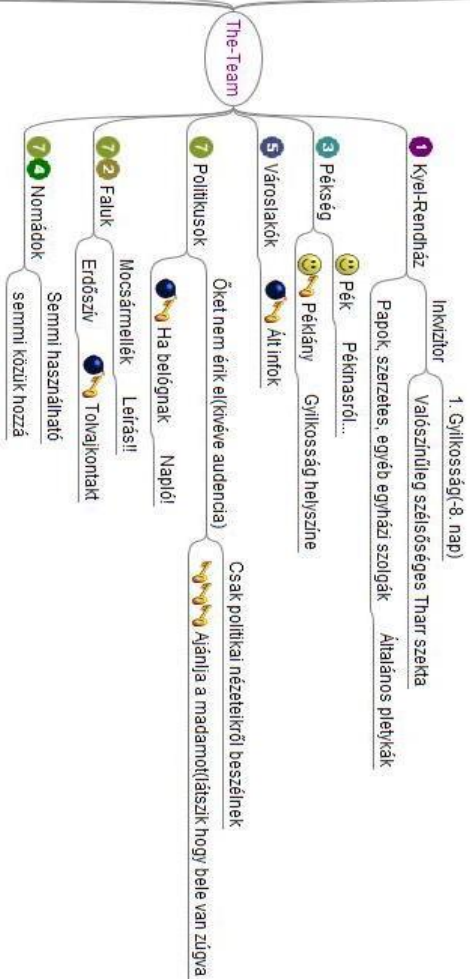 The-Team
1 Kyel-Rendház
Inkvizítor
1. Gyilkosság(-8. nap)
Valószínűleg szélsőséges Tharr szekta
Papok, szerzetes, egyéb egyházi szolgák
Általános pletykák
3 Pékség
Pék
Pékinasról...
Péklány
Gyilkosság helyszíne
5 Városlakók
Ált infok
7 Politikusok
Őket nem érik el(kivéve audencia)
Csak politikai nézeteikről beszélnek
Ajánlja a madamot(látszik hogy bele van zúgva
Ha belógnak
Napló!
7 2 Faluk
Mocsármellék
Leírás!!
Erdőszív
Tolvajkontakt
7 4 Nomádok
Semmi használható
semmi közük hozzá